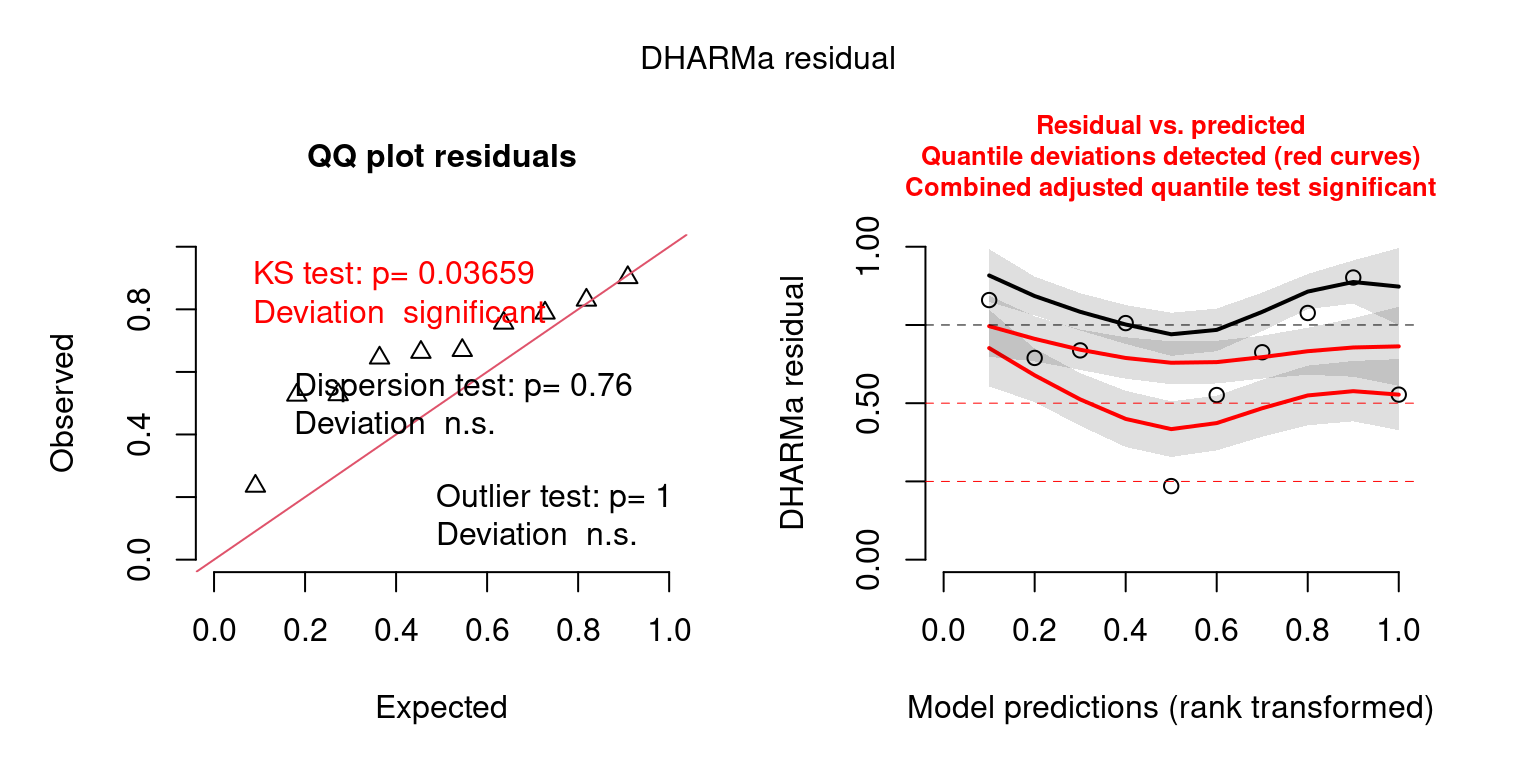 DHARMa residual
QQ plot residuals
KS test: p= 0.03659
Deviation  significant
Dispersion test: p= 0.76
Deviation  n.s.
Outlier test: p= 1
Deviation  n.s.
Observed
0.0
0.4
0.8
0.0
0.2
0.4
0.6
0.8
1.0
Expected
Residual vs. predicted
Quantile deviations detected (red curves)
Combined adjusted quantile test significant
DHARMa residual
0.00
0.50
1.00
0.0
0.2
0.4
0.6
0.8
1.0
Model predictions (rank transformed)